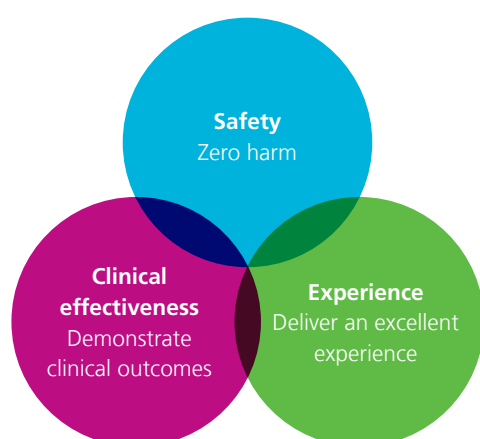 Safety
Zero harm
Clinical
effectiveness
Demonstrate
clinical outcomes
Experience
Deliver an excellent
experience